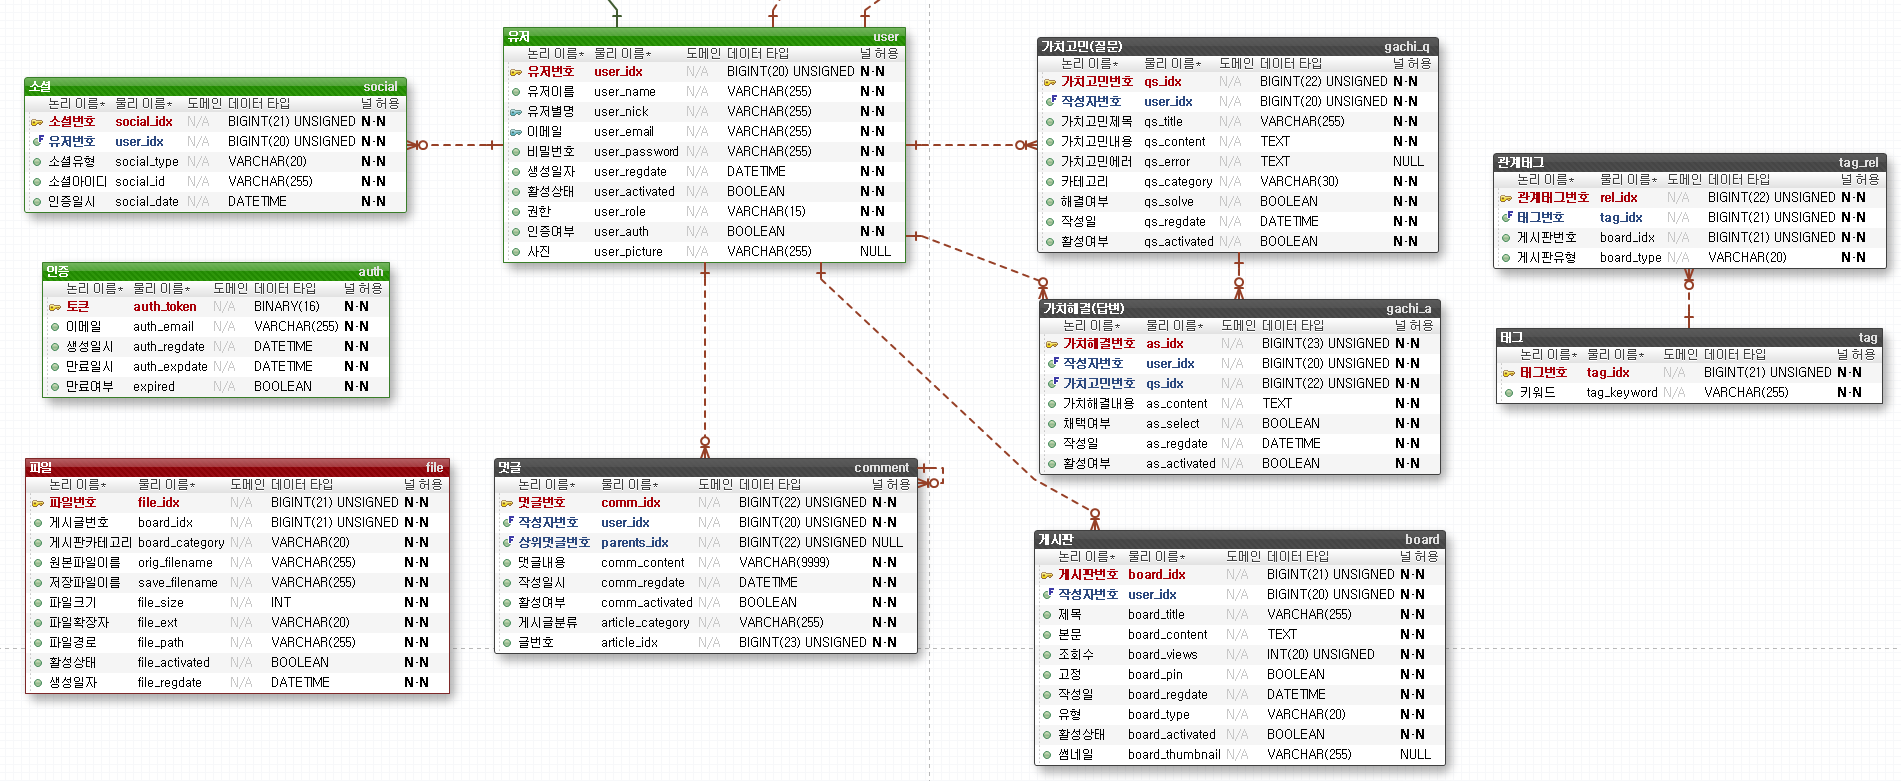 유저 user
논리 이름* 물리 이름* 도메인 데이터 타입 널 허용
유저번호 user_idx N/A BIGINT(20) UNSIGNED N-N
유저이름 user_name N/A VARCHAR(255) N-N
유저별명 user_nick N/A VARCHAR(255) N-N
이메일 user_email N/A VARCHAR(255) N-N
비밀번호 user_password N/A VARCHAR(255) N-N
생성일자 user_regdate N/A DATETIME N-N
활성상태 user_activated N/A BOOLEAN N-N
권한 user_role N/A VARCHAR(15) N-N
인증여부 user_auth N/A BOOLEAN N-N
사진 user_picture N/A VARCHAR(255) NULL
가치고민(질문) gachi_q
논리 이름* 물리 이름* 도메인 데이터 타입 널 허용
가치고민번호 qs_idx N/A BIGINT(22) UNSIGNED N-N
작성자번호 user_idx N/A BIGINT(20) UNSIGNED N-N
가치고민제목 qs_title N/A VARCHAR(255) N-N
가치고민내용 qs_content N/A TEXT N-N
가치고민에러 qs_error N/A TEXT NULL
카테고리 qs_category N/A VARCHAR(30) N-N
해결여부 qs_solve N/A BOOLEAN N-N
작성일 qs_regdate N/A DATETIME N-N
활성여부 qs_activated N/A BOOLEAN N-N
소셜 social
논리 이름* 물리 이름* 도메인 데이터 타입 널 허용
소셜번호 social_idx N/A BIGINT(21) UNSIGNED N-N
유저번호 user_idx N/A BIGINT(20) UNSIGNED N-N
소셜유형 social_type N/A VARCHAR(20) N-N
소셜아이디 social_id N/A VARCHAR(255) N-N
인증일시 social_date N/A DATETIME N-N
관계태그 tag_rel
논리 이름* 물리 이름* 도메인 데이터 타입 널 허용
관계태그번호 rel_idx N/A BIGINT(22) UNSIGNED N-N
태그번호 tag_idx N/A BIGINT(21) UNSIGNED N-N
게시판번호 board_idx N/A BIGINT(21) UNSIGNED N-N
게시판유형 board_type N/A VARCHAR(20) N-N
인증 auth
논리 이름* 물리 이름* 도메인 데이터 타입 널 허용
토큰 auth_token N/A BINARY(16) N-N
이메일 auth_email N/A VARCHAR(255) N-N
생성일시 auth_regdate N/A DATETIME N-N
만료일시 auth_expdate N/A DATETIME N-N
만료여부 expired N/A BOOLEAN N-N
가치해결(답변) gachi_a
논리 이름* 물리 이름* 도메인 데이터 타입 널 허용
가치해결번호 as_idx N/A BIGINT(23) UNSIGNED N-N
작성자번호 user_idx N/A BIGINT(20) UNSIGNED N-N
가치고민번호 qs_idx N/A BIGINT(22) UNSIGNED N-N
가치해결내용 as_content N/A TEXT N-N
채택여부 as_select N/A BOOLEAN N-N
작성일 as_regdate N/A DATETIME N-N
활성여부 as_activated N/A BOOLEAN N-N
태그 tag
논리 이름* 물리 이름* 도메인 데이터 타입 널 허용
태그번호 tag_idx N/A BIGINT(21) UNSIGNED N-N
키워드 tag_keyword N/A VARCHAR(255) N-N
파일 file
논리 이름* 물리 이름* 도메인 데이터 타입 널 허용
파일번호 file_idx N/A BIGINT(21) UNSIGNED N-N
게시글번호 board_idx N/A BIGINT(21) UNSIGNED N-N
게시판카테고리 board_category N/A VARCHAR(20) N-N
원본파일이름 orig_filename N/A VARCHAR(255) N-N
저장파일이름 save_filename N/A VARCHAR(255) N-N
파일크기 file_size N/A INT N-N
파일확장자 file_ext N/A VARCHAR(20) N-N
파일경로 file_path N/A VARCHAR(255) N-N
활성상태 file_activated N/A BOOLEAN N-N
생성일자 file_regdate N/A DATETIME N-N
댓글 comment
논리 이름* 물리 이름* 도메인 데이터 타입 널 허용
댓글번호 comm_idx N/A BIGINT(22) UNSIGNED N-N
작성자번호 user_idx N/A BIGINT(20) UNSIGNED N-N
상위댓글번호 parents_idx N/A BIGINT(22) UNSIGNED NULL
댓글내용 comm_content N/A VARCHAR(9999) N-N
작성일시 comm_regdate N/A DATETIME N-N
활성여부 comm_activated N/A BOOLEAN N-N
게시글분류 article_category N/A VARCHAR(255) N-N
글번호 article_idx N/A BIGINT(23) UNSIGNED N-N
게시판 board
논리 이름* 물리 이름* 도메인 데이터 타입 널 허용
게시판번호 board_idx N/A BIGINT(21) UNSIGNED N-N
작성자번호 user_idx N/A BIGINT(20) UNSIGNED N-N
제목 board_title N/A VARCHAR(255) N-N
본문 board_content N/A TEXT N-N
조회수 board_views N/A INT(20) UNSIGNED N-N
고정 board_pin N/A BOOLEAN N-N
작성일 board_regdate N/A DATETIME N-N
유형 board_type N/A VARCHAR(20) N-N
활성상태 board_activated N/A BOOLEAN N-N
썸네일 board_thumbnail N/A VARCHAR(255) NULL